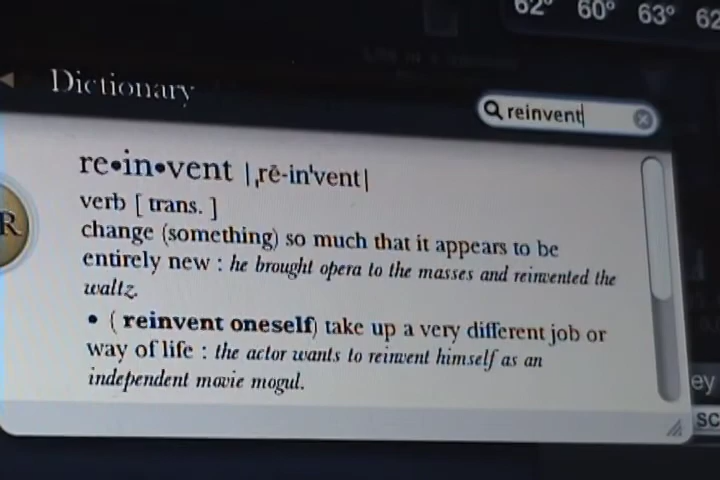 62° 60° 63° 62
Dictionary
reinvent
R
re•in•vent |ˌrē-in'vent|
verb [ trans. ]
change (something) so much that it appears to be
entirely new : he brought opera to the masses and reinvented the
waltz.
• ( reinvent oneself) take up a very different job or
way of life : the actor wants to reinvent himself as an
independent movie mogul.
ey
SC